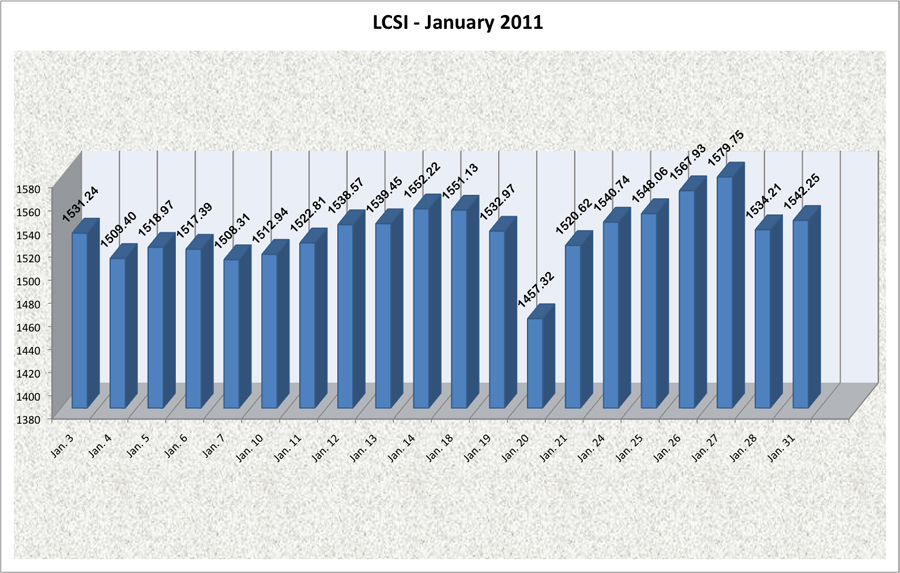 LCSI - January 2011
1580
1560
1540
1520
1500
1480
1460
1440
1420
1400
1380
1531.24
1509.40
1518.97
1517.39
1508.31
1512.94
1522.81
1538.57
1539.45
1552.22
1551.13
1532.97
1457.32
1520.62
1540.74
1548.06
1567.93
1579.75
1534.21
1542.25
Jan. 3
Jan. 4
Jan. 5
Jan. 6
Jan. 7
Jan. 10
Jan. 11
Jan. 12
Jan. 13
Jan. 14
Jan. 18
Jan. 19
Jan. 20
Jan. 21
Jan. 24
Jan. 25
Jan. 26
Jan. 27
Jan. 28
Jan. 31